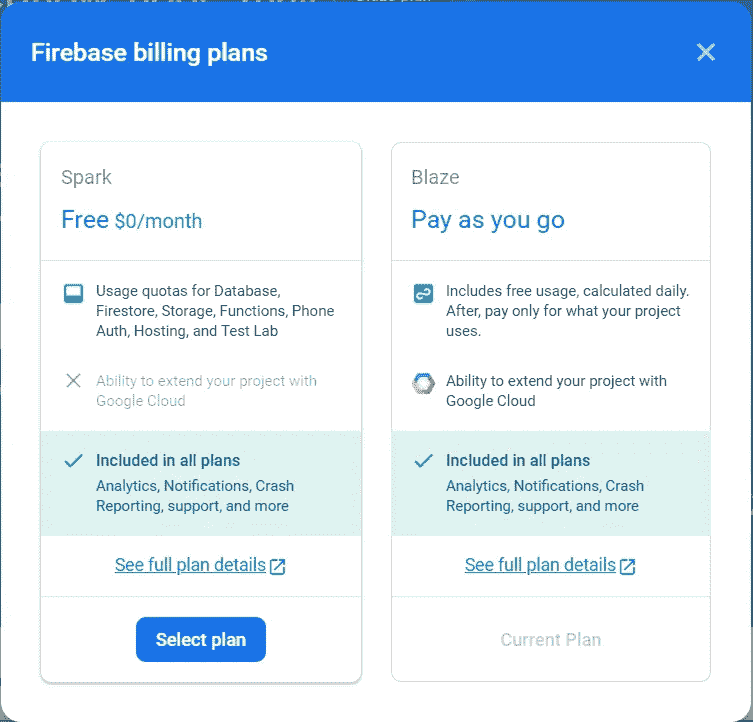 Firebase billing plans
Spark
Free $0/month
Usage quotas for Database,
Firestore, Storage, Functions, Phone
Auth, Hosting, and Test Lab
Ability to extend your project with
Google Cloud
Included in all plans
Analytics, Notifications, Crash
Reporting, support, and more
See full plan details
Select plan
Blaze
Pay as you go
Includes free usage, calculated daily.
After, pay only for what your project
uses.
Ability to extend your project with
Google Cloud
Included in all plans
Analytics, Notifications, Crash
Reporting, support, and more
See full plan details
Current Plan